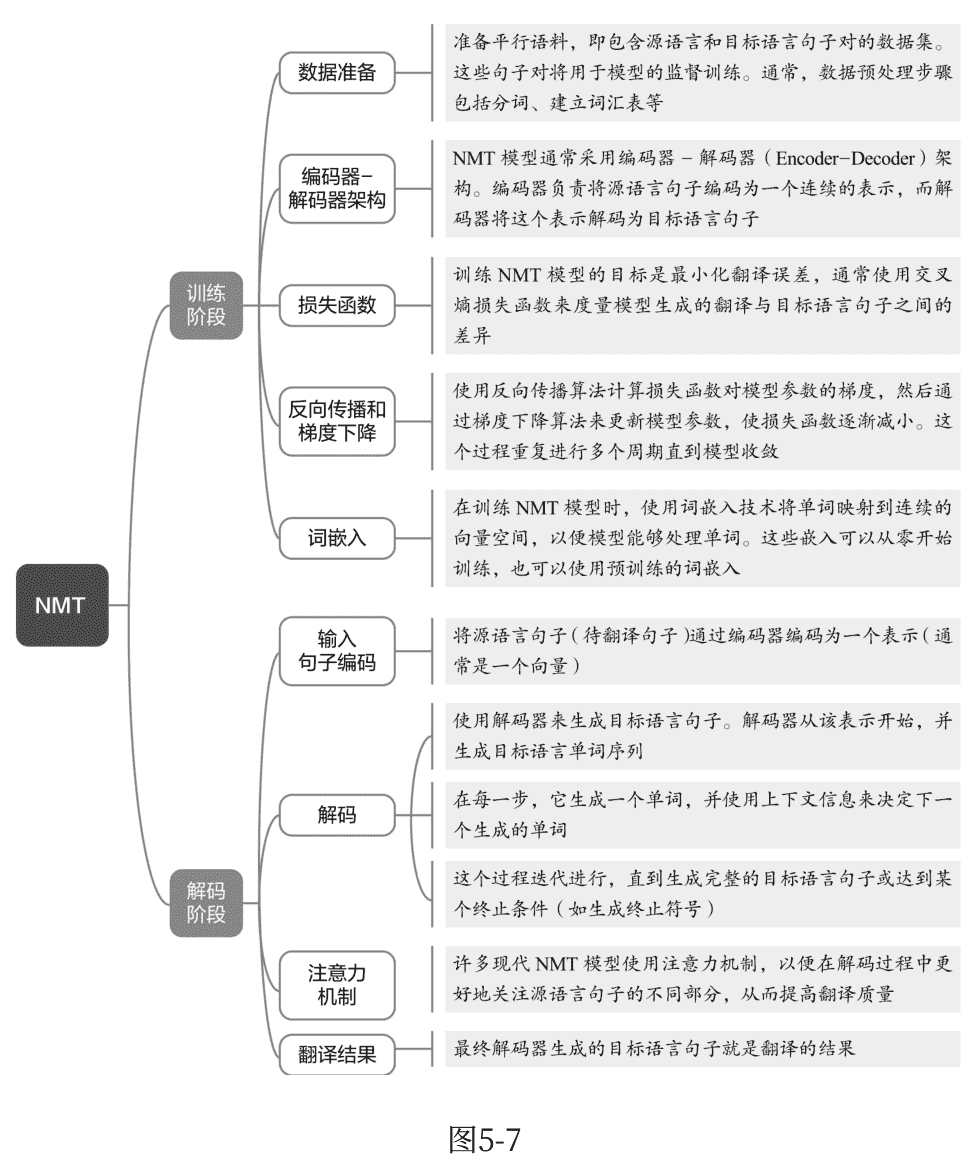 NMT
训练
阶段
数据准备
准备平行语料，即包含源语言和目标语言句子对的数据集。
这些句子对将用于模型的监督训练。通常，数据预处理步骤
包括分词、建立词汇表等
编码器–
解码器架构
NMT 模型通常采用编码器 – 解码器（Encoder–Decoder）架
构。编码器负责将源语言句子编码为一个连续的表示，而解
码器将这个表示解码为目标语言句子
损失函数
训练 NMT 模型的目标是最小化翻译误差，通常使用交叉
熵损失函数来度量模型生成的翻译与目标语言句子之间的
差异
反向传播和
梯度下降
使用反向传播算法计算损失函数对模型参数的梯度，然后通
过梯度下降算法来更新模型参数，使损失函数逐渐减小。这
个过程重复进行多个周期直到模型收敛
词嵌入
在训练 NMT 模型时，使用词嵌入技术将单词映射到连续的
向量空间，以便模型能够处理单词。这些嵌入可以从零开始
训练，也可以使用预训练的词嵌入
解码
阶段
输入
句子编码
将源语言句子（待翻译句子）通过编码器编码为一个表示（通
常是一个向量）
解码
使用解码器来生成目标语言句子。解码器从该表示开始，并
生成目标语言单词序列
在每一步，它生成一个单词，并使用上下文信息来决定下一
个生成的单词
这个过程迭代进行，直到生成完整的目标语言句子或达到某
个终止条件（如生成终止符号）
注意力
机制
许多现代 NMT 模型使用注意力机制，以便在解码过程中更
好地关注源语言句子的不同部分，从而提高翻译质量
翻译结果
最终解码器生成的目标语言句子就是翻译的结果
图5-7